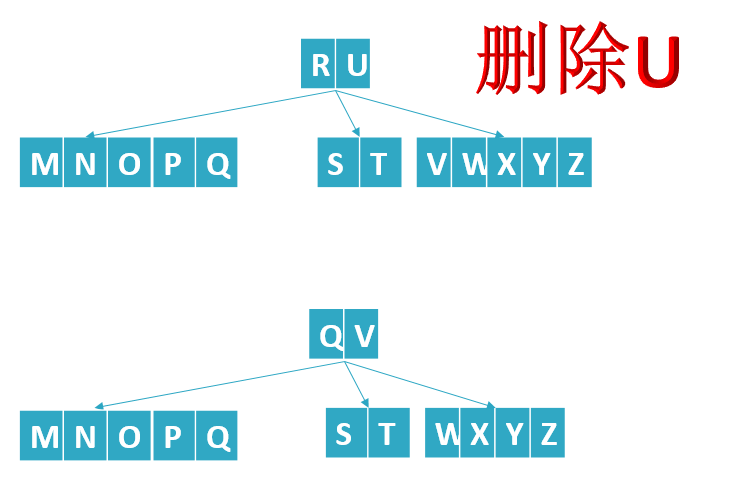 R U
删除U
M N O P Q S T V W X Y Z
Q V
M N O P Q S T W X Y Z